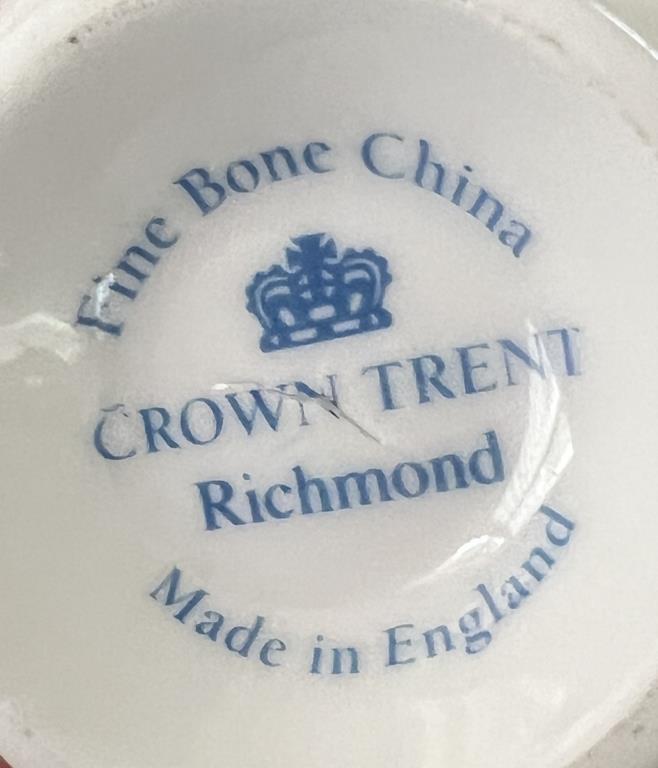 Fine Bone China
CROWN TRENT
Richmond
Made in England